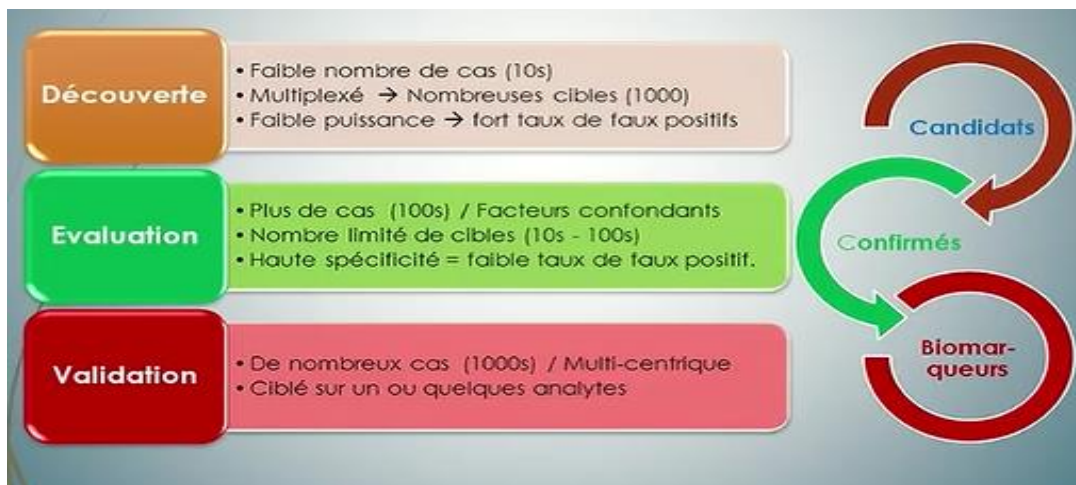 Découverte
• Faible nombre de cas (10s)
• Multiplexé → Nombreuses cibles (1000)
• Faible puissance → fort taux de faux positifs
Candidats
Evaluation
• Plus de cas (100s) / Facteurs confondants
• Nombre limité de cibles (10s - 100s)
• Haute spécificité = faible taux de faux positif.
Confirmés
Validation
• De nombreux cas (1000s) / Multi-centrique
• Ciblé sur un ou quelques analytes
Biomar-
queurs